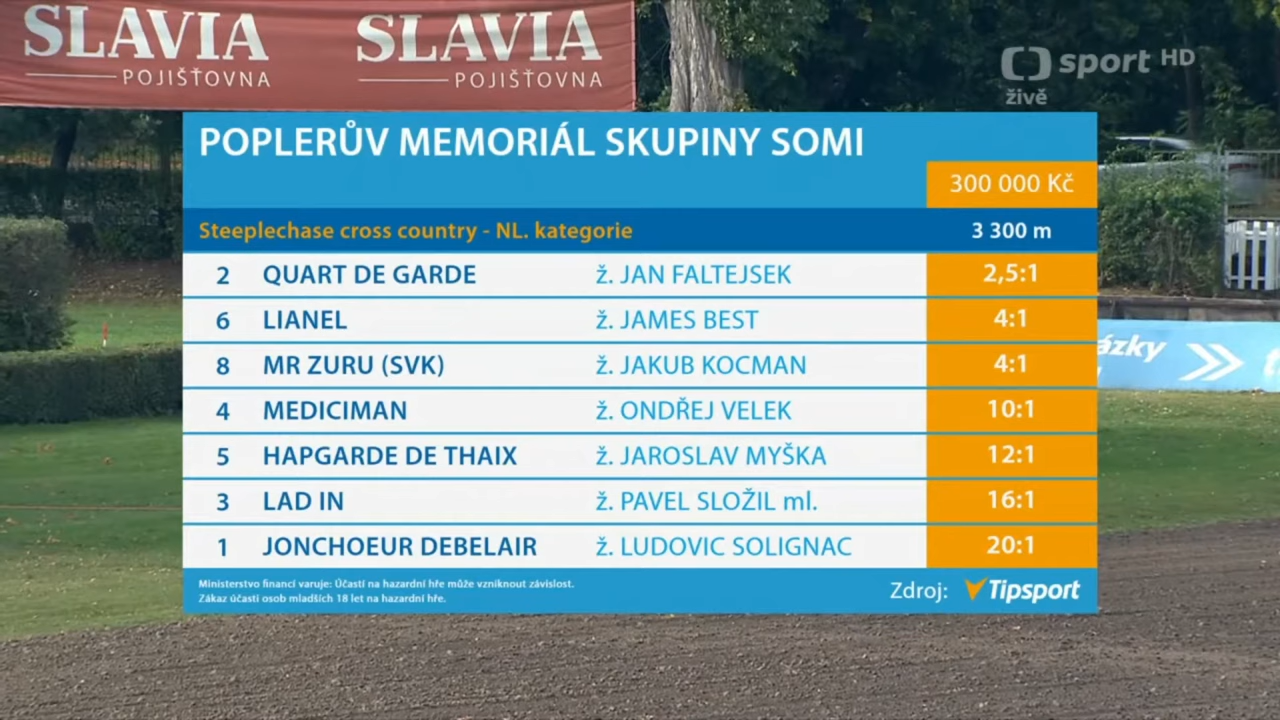 SLAVIA SLAVIA
POJIŠŤOVNA POJIŠŤOVNA
sport HD
živě
POPLERŮV MEMORIÁL SKUPINY SOMI
300 000 Kč
Steeplechase cross country - NL. kategorie 3 300 m
2 QUART DE GARDE ž. JAN FALTEJSEK 2,5:1
6 LIANEL ž. JAMES BEST 4:1
8 MR ZURU (SVK) ž. JAKUB KOCMAN 4:1
4 MEDICIMAN ž. ONDŘEJ VELEK 10:1
5 HAPGARDE DE THAIX ž. JAROSLAV MYŠKA 12:1
3 LAD IN ž. PAVEL SLOŽIL ml. 16:1
1 JONCHOEUR DEBELAIR ž. LUDOVIC SOLIGNAC 20:1
Ministerstvo financí varuje: Účastí na hazardní hře může vzniknout závislost.
Zákaz účasti osob mladších 18 let na hazardní hře.
Zdroj: Tipsport